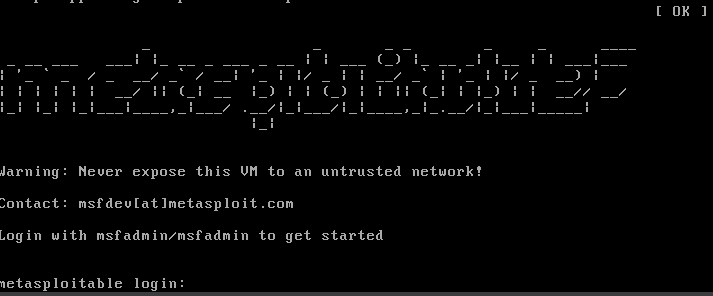 [ OK ]
metasploitable2
Warning: Never expose this VM to an untrusted network!
Contact: msfdev[at]metasploit.com
Login with msfadmin/msfadmin to get started
metasploitable login: